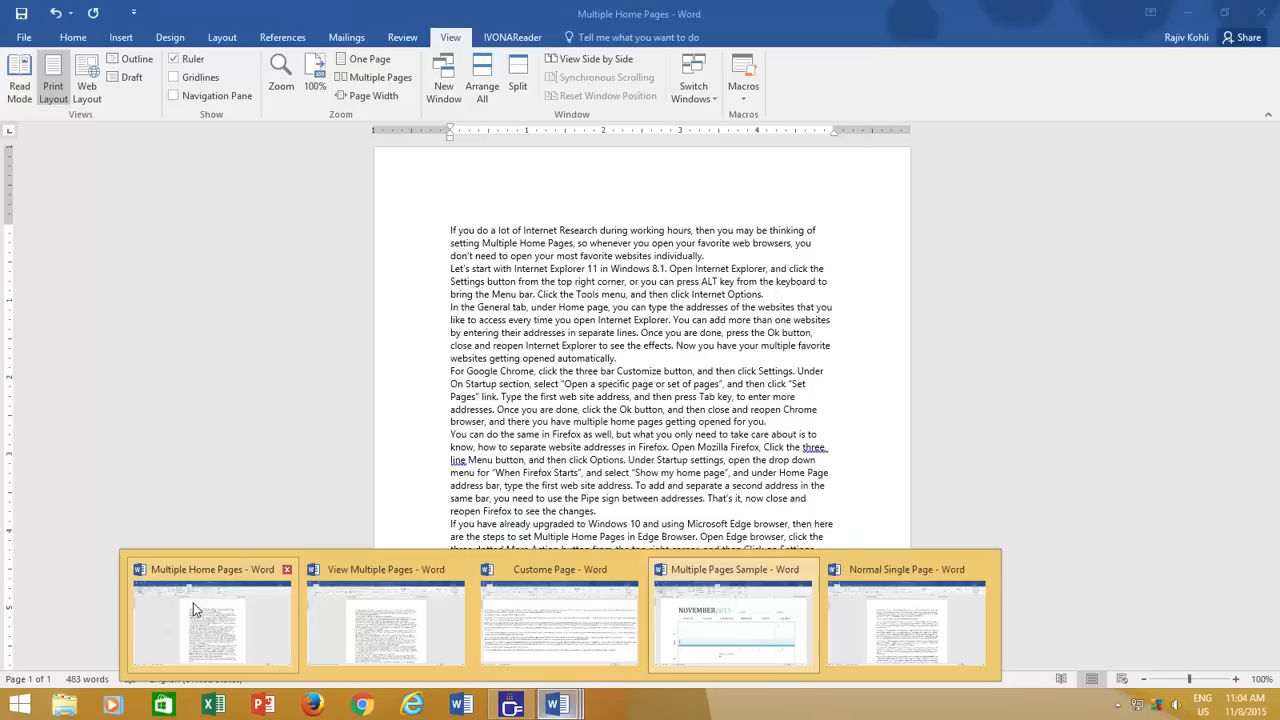 Multiple Home Pages - Word
File Home Insert Design Layout References Mailings Review View IVONAReader Tell me what you want to do Rajiv Kohli Share
Read Mode
Print Layout
Web Layout
Outline
Draft
Views
Ruler
Gridlines
Navigation Pane
Show
Zoom
100%
One Page
Multiple Pages
Page Width
Zoom
New Window
Arrange All
Split
View Side by Side
Synchronous Scrolling
Reset Window Position
Window
Switch Windows
Macros
Macros
1 1 2 3 4
If you do a lot of Internet Research during working hours, then you may be thinking of
setting Multiple Home Pages, so whenever you open your favorite web browsers, you
don't need to open your most favorite websites individually.
Let's start with Internet Explorer 11 in Windows 8.1. Open Internet Explorer, and click the
Settings button from the top right corner, or you can press ALT key from the keyboard to
bring the Menu bar. Click the Tools menu, and then click Internet Options.
In the General tab, under Home page, you can type the addresses of the websites that you
like to access every time you open Internet Explorer. You can add more than one websites
by entering their addresses in separate lines. Once you are done, press the Ok button,
close and reopen Internet Explorer to see the effects. Now you have your multiple favorite
websites getting opened automatically.
For Google Chrome, click the three bar Customize button, and then click Settings. Under
On Startup section, select "Open a specific page or set of pages", and then click "Set
Pages" link. Type the first web site address, and then press Tab key, to enter more
addresses. Once you are done, click the Ok button, and then close and reopen Chrome
browser, and there you have multiple home pages getting opened for you.
You can do the same in Firefox as well, but what you only need to take care about is to
know, how to separate website addresses in Firefox. Open Mozilla Firefox, Click the three
line Menu button, and then click Options. Under Startup settings, open the drop down
menu for "When Firefox Starts", and select "Show my home page", and under Home Page
address bar, type the first web site address. To add and separate a second address in the
same bar, you need to use the Pipe sign between addresses. That's it, now close and
reopen Firefox to see the changes.
If you have already upgraded to Windows 10 and using Microsoft Edge browser, then here
are the steps to set Multiple Home Pages in Edge Browser. Open Edge browser, click the
Multiple Home Pages - Word
View Multiple Pages - Word
Custome Page - Word
Multiple Pages Sample - Word
Normal Single Page - Word
NOVEMBER 2015
Page 1 of 1 483 words 100%
ENG US
11:04 AM
11/8/2015